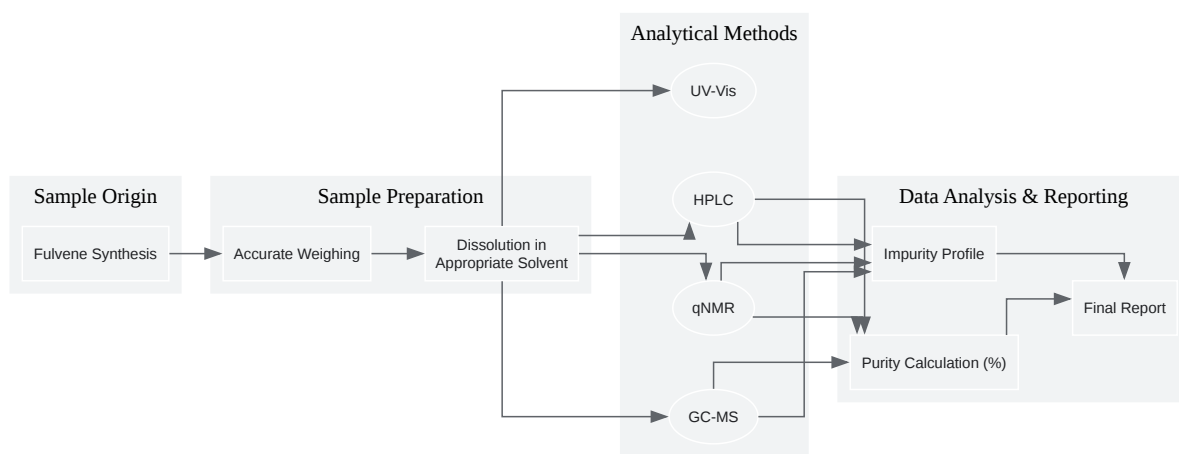 Analytical Methods
UV-Vis
Sample Origin
Sample Preparation
HPLC
Data Analysis & Reporting
Fulvene Synthesis
Accurate Weighing
Dissolution in
Appropriate Solvent
Impurity Profile
qNMR
Final Report
Purity Calculation (%)
GC-MS